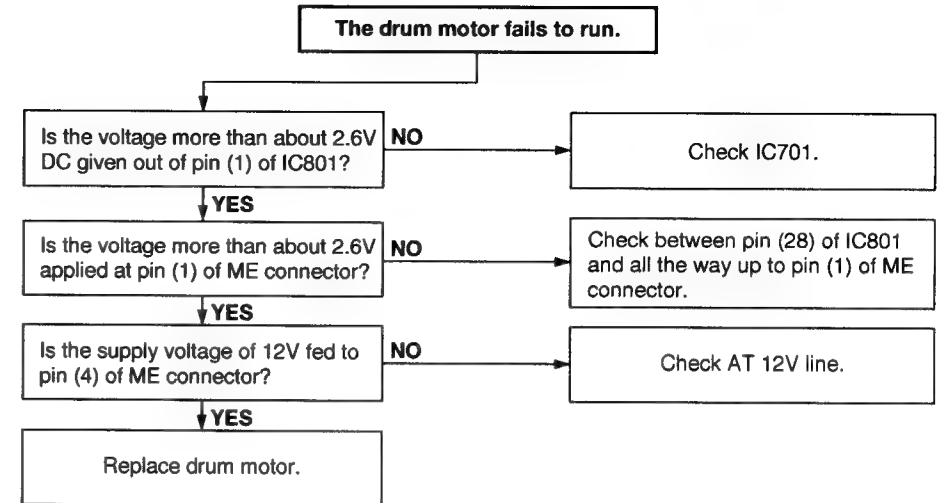 The drum motor fails to run.
Is the voltage more than about 2.6V
DC given out of pin (1) of IC801?
NO
Check IC701.
YES
Is the voltage more than about 2.6V
applied at pin (1) of ME connector?
NO
Check between pin (28) of IC801
and all the way up to pin (1) of ME
connector.
YES
Is the supply voltage of 12V fed to
pin (4) of ME connector?
NO
Check AT 12V line.
YES
Replace drum motor.